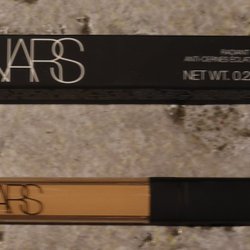 NARS
RADIANT
ANTI-CERNES ÉCLAT
NET WT. 0.2
NARS